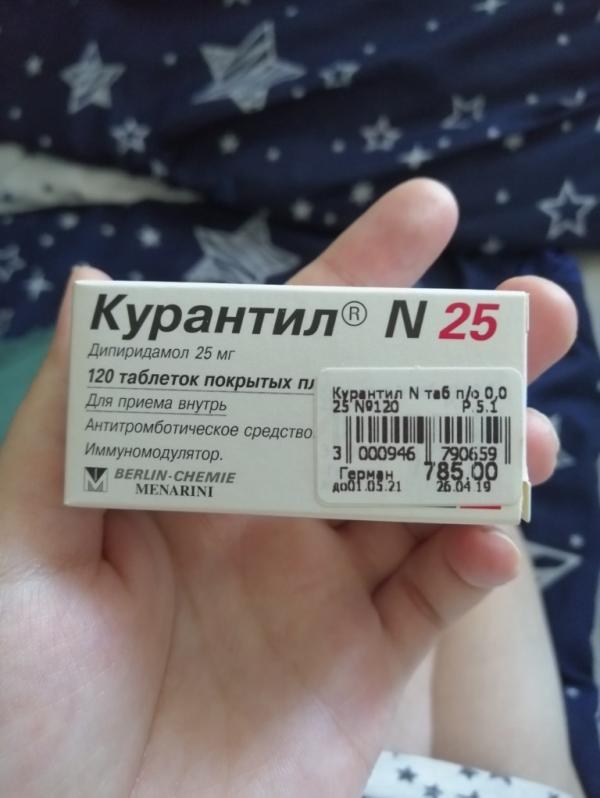 Курантил® N 25
Дипиридамол 25 мг
120 таблеток покрытых
Для приема внутрь
Антитромботическое средство
Иммуномодулятор.
BERLIN-CHEMIE
MENARINI
Курантил N таб п/о 0,0
25 №120 Р 5.1
3 000946 790659
Герман 785.00
до01.05.21 26.04.19